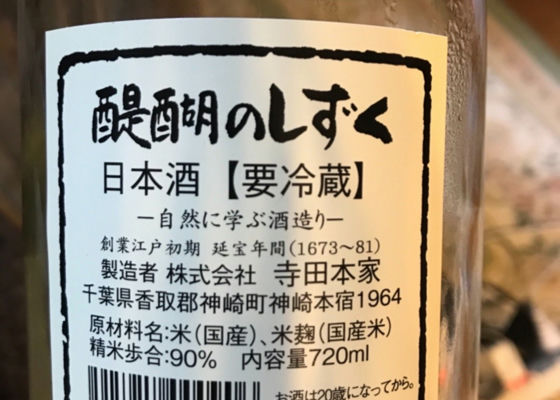 醍醐のしずく
日本酒【要冷蔵】
―自然に学ぶ酒造り―
創業江戸初期 延宝年間(1673〜81)
製造者 株式会社 寺田本家
千葉県香取郡神崎町神崎本宿1964
原材料名:米(国産)、米麹(国産米)
精米歩合:90% 内容量720ml
お酒は20歳になってから。